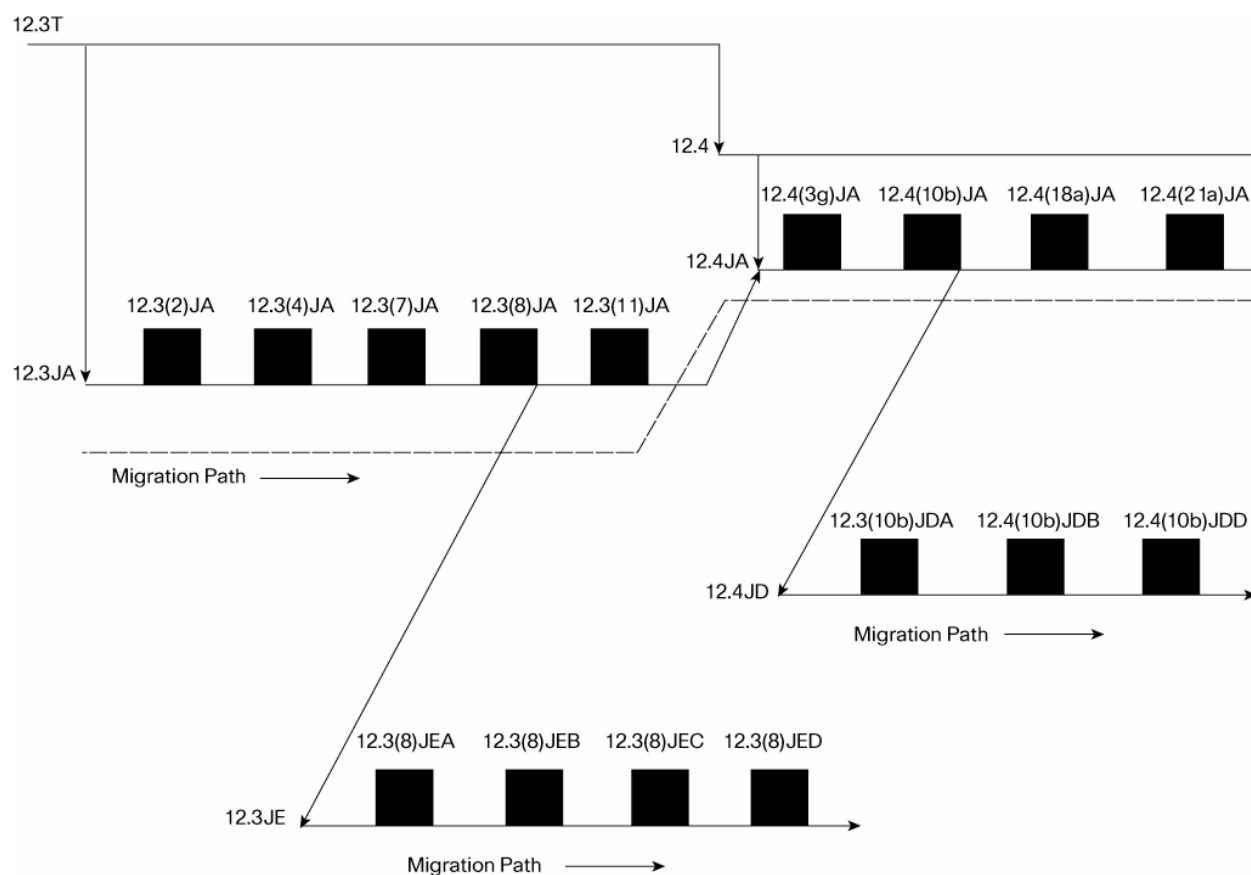 12.3T
12.4
12.4(3g)JA 12.4(10b)JA 12.4(18a)JA 12.4(21a)JA
12.4JA
12.3(2)JA 12.3(4)JA 12.3(7)JA 12.3(8)JA 12.3(11)JA
12.3JA
Migration Path
12.3(10b)JDA 12.4(10b)JDB 12.4(10b)JDD
12.4JD
Migration Path
12.3(8)JEA 12.3(8)JEB 12.3(8)JEC 12.3(8)JED
12.3JE
Migration Path